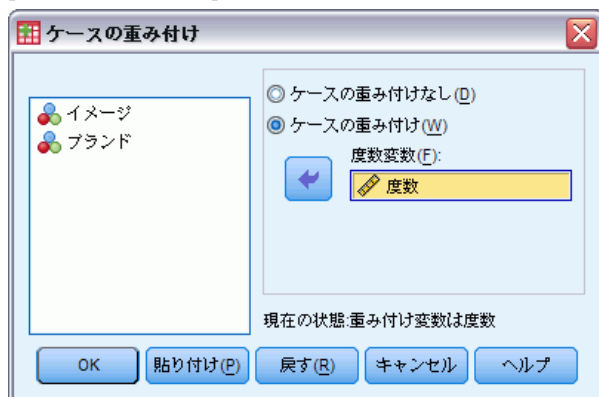 ケースの重み付け
イメージ
ブランド
ケースの重み付けなし(D)
ケースの重み付け(W)
度数変数(F):
度数
現在の状態:重み付け変数は度数
OK
貼り付け(P)
戻す(R)
キャンセル
ヘルプ